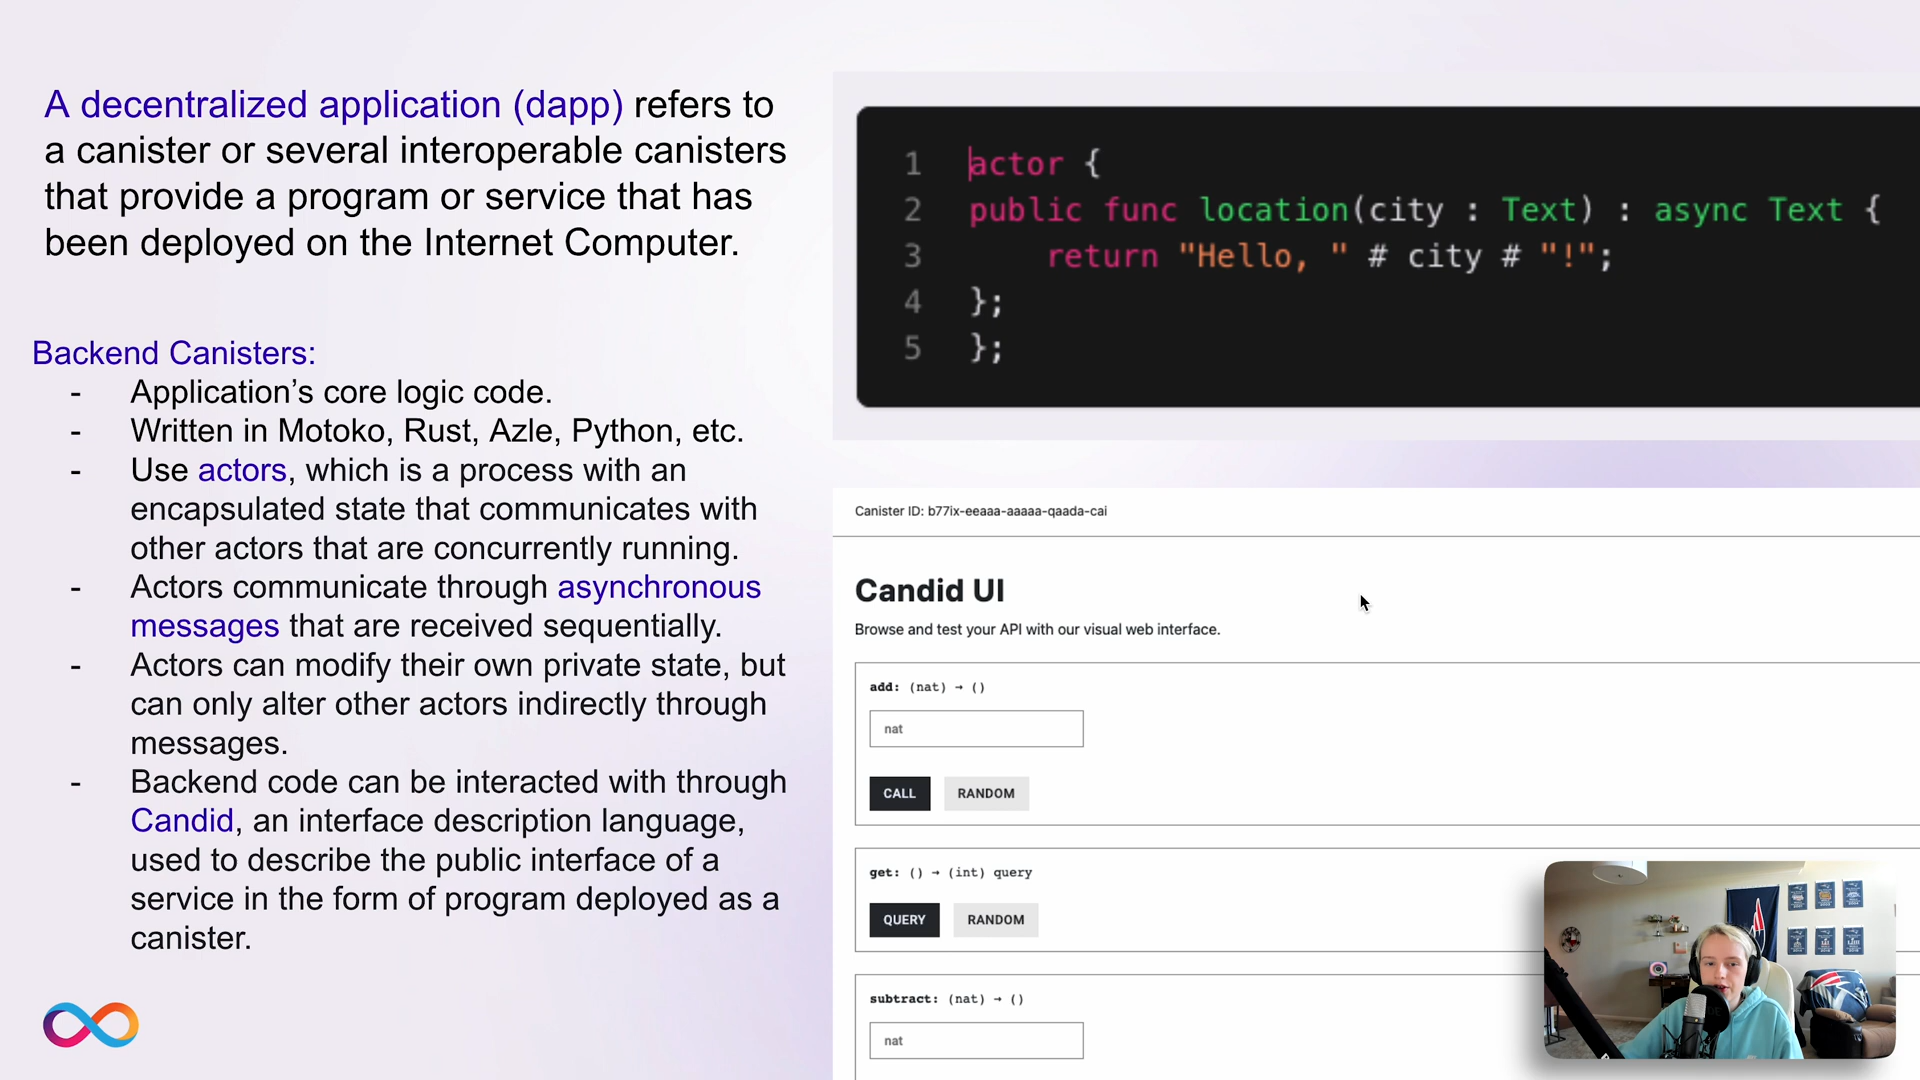 A decentralized application (dapp) refers to
a canister or several interoperable canisters
that provide a program or service that has
been deployed on the Internet Computer.
Backend Canisters:
- Application’s core logic code.
- Written in Motoko, Rust, Azle, Python, etc.
- Use actors, which is a process with an
encapsulated state that communicates with
other actors that are concurrently running.
- Actors communicate through asynchronous
messages that are received sequentially.
- Actors can modify their own private state, but
can only alter other actors indirectly through
messages.
- Backend code can be interacted with through
Candid, an interface description language,
used to describe the public interface of a
service in the form of program deployed as a
canister.
1 actor {
2 public func location(city : Text) : async Text {
3 return "Hello, " # city # "!";
4 };
5 };
Canister ID: b77ix-eeaaa-aaaaa-qaada-cai
Candid UI
Browse and test your API with our visual web interface.
add: (nat) → ()
nat
CALL RANDOM
get: () → (int) query
QUERY RANDOM
subtract: (nat) → ()
nat